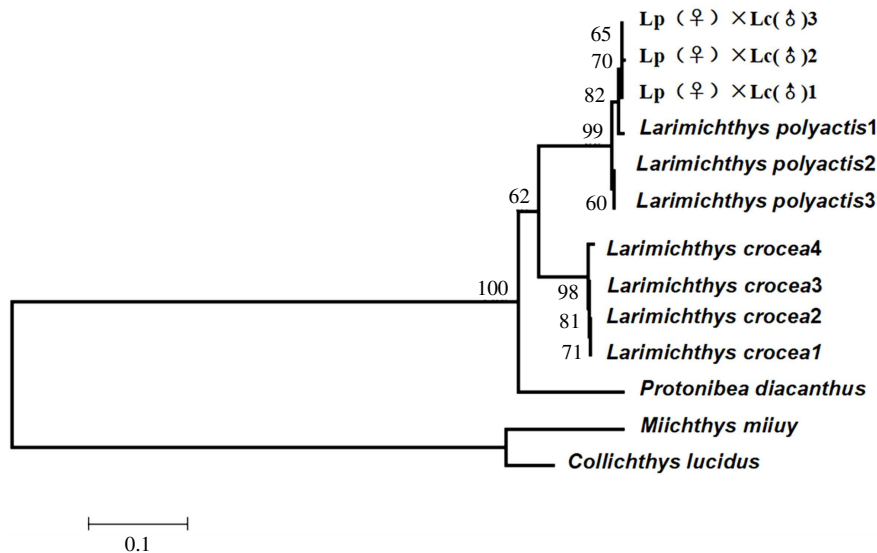 Lp（♀）×Lc(♂)3
65
Lp（♀）×Lc(♂)2
70
Lp（♀）×Lc(♂)1
82
Larimichthys polyactis1
99
Larimichthys polyactis2
Larimichthys polyactis3
60
62
Larimichthys crocea4
Larimichthys crocea3
100
98
Larimichthys crocea2
81
Larimichthys crocea1
71
Protonibea diacanthus
Miichthys miiuy
Collichthys lucidus
0.1